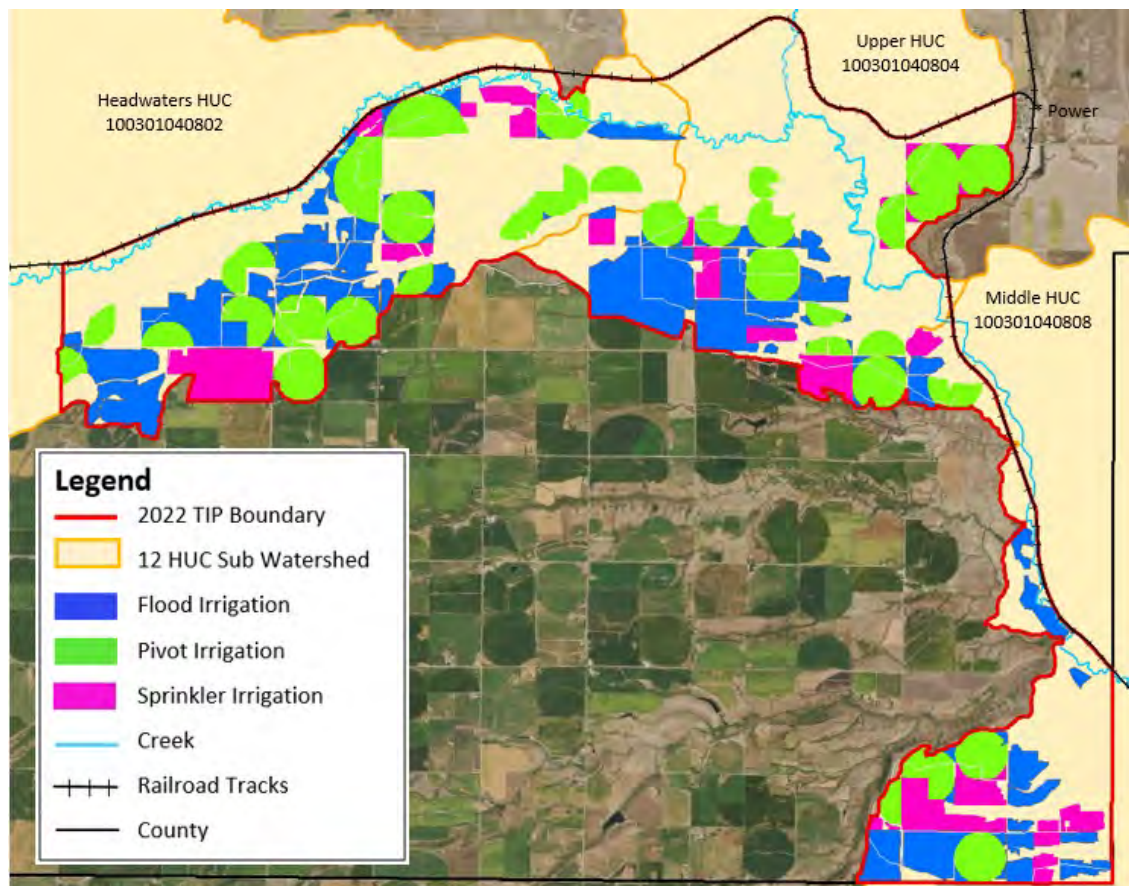 Upper HUC
100301040804
Headwaters HUC
100301040802
Power
Middle HUC
100301040808
Legend
2022 TIP Boundary
12 HUC Sub Watershed
Flood Irrigation
Pivot Irrigation
Sprinkler Irrigation
Creek
Railroad Tracks
County